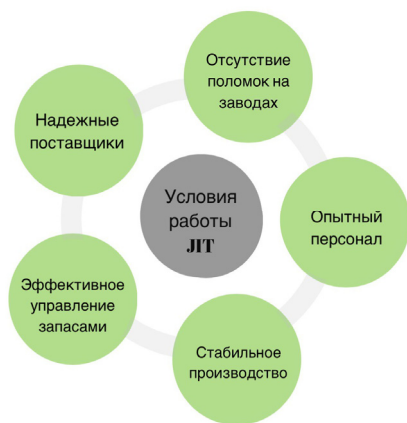 Отсутствие
поломок на
заводах
Надежные
поставщики
Условия
работы
JIT
Опытный
персонал
Эффективное
управление
запасами
Стабильное
производство